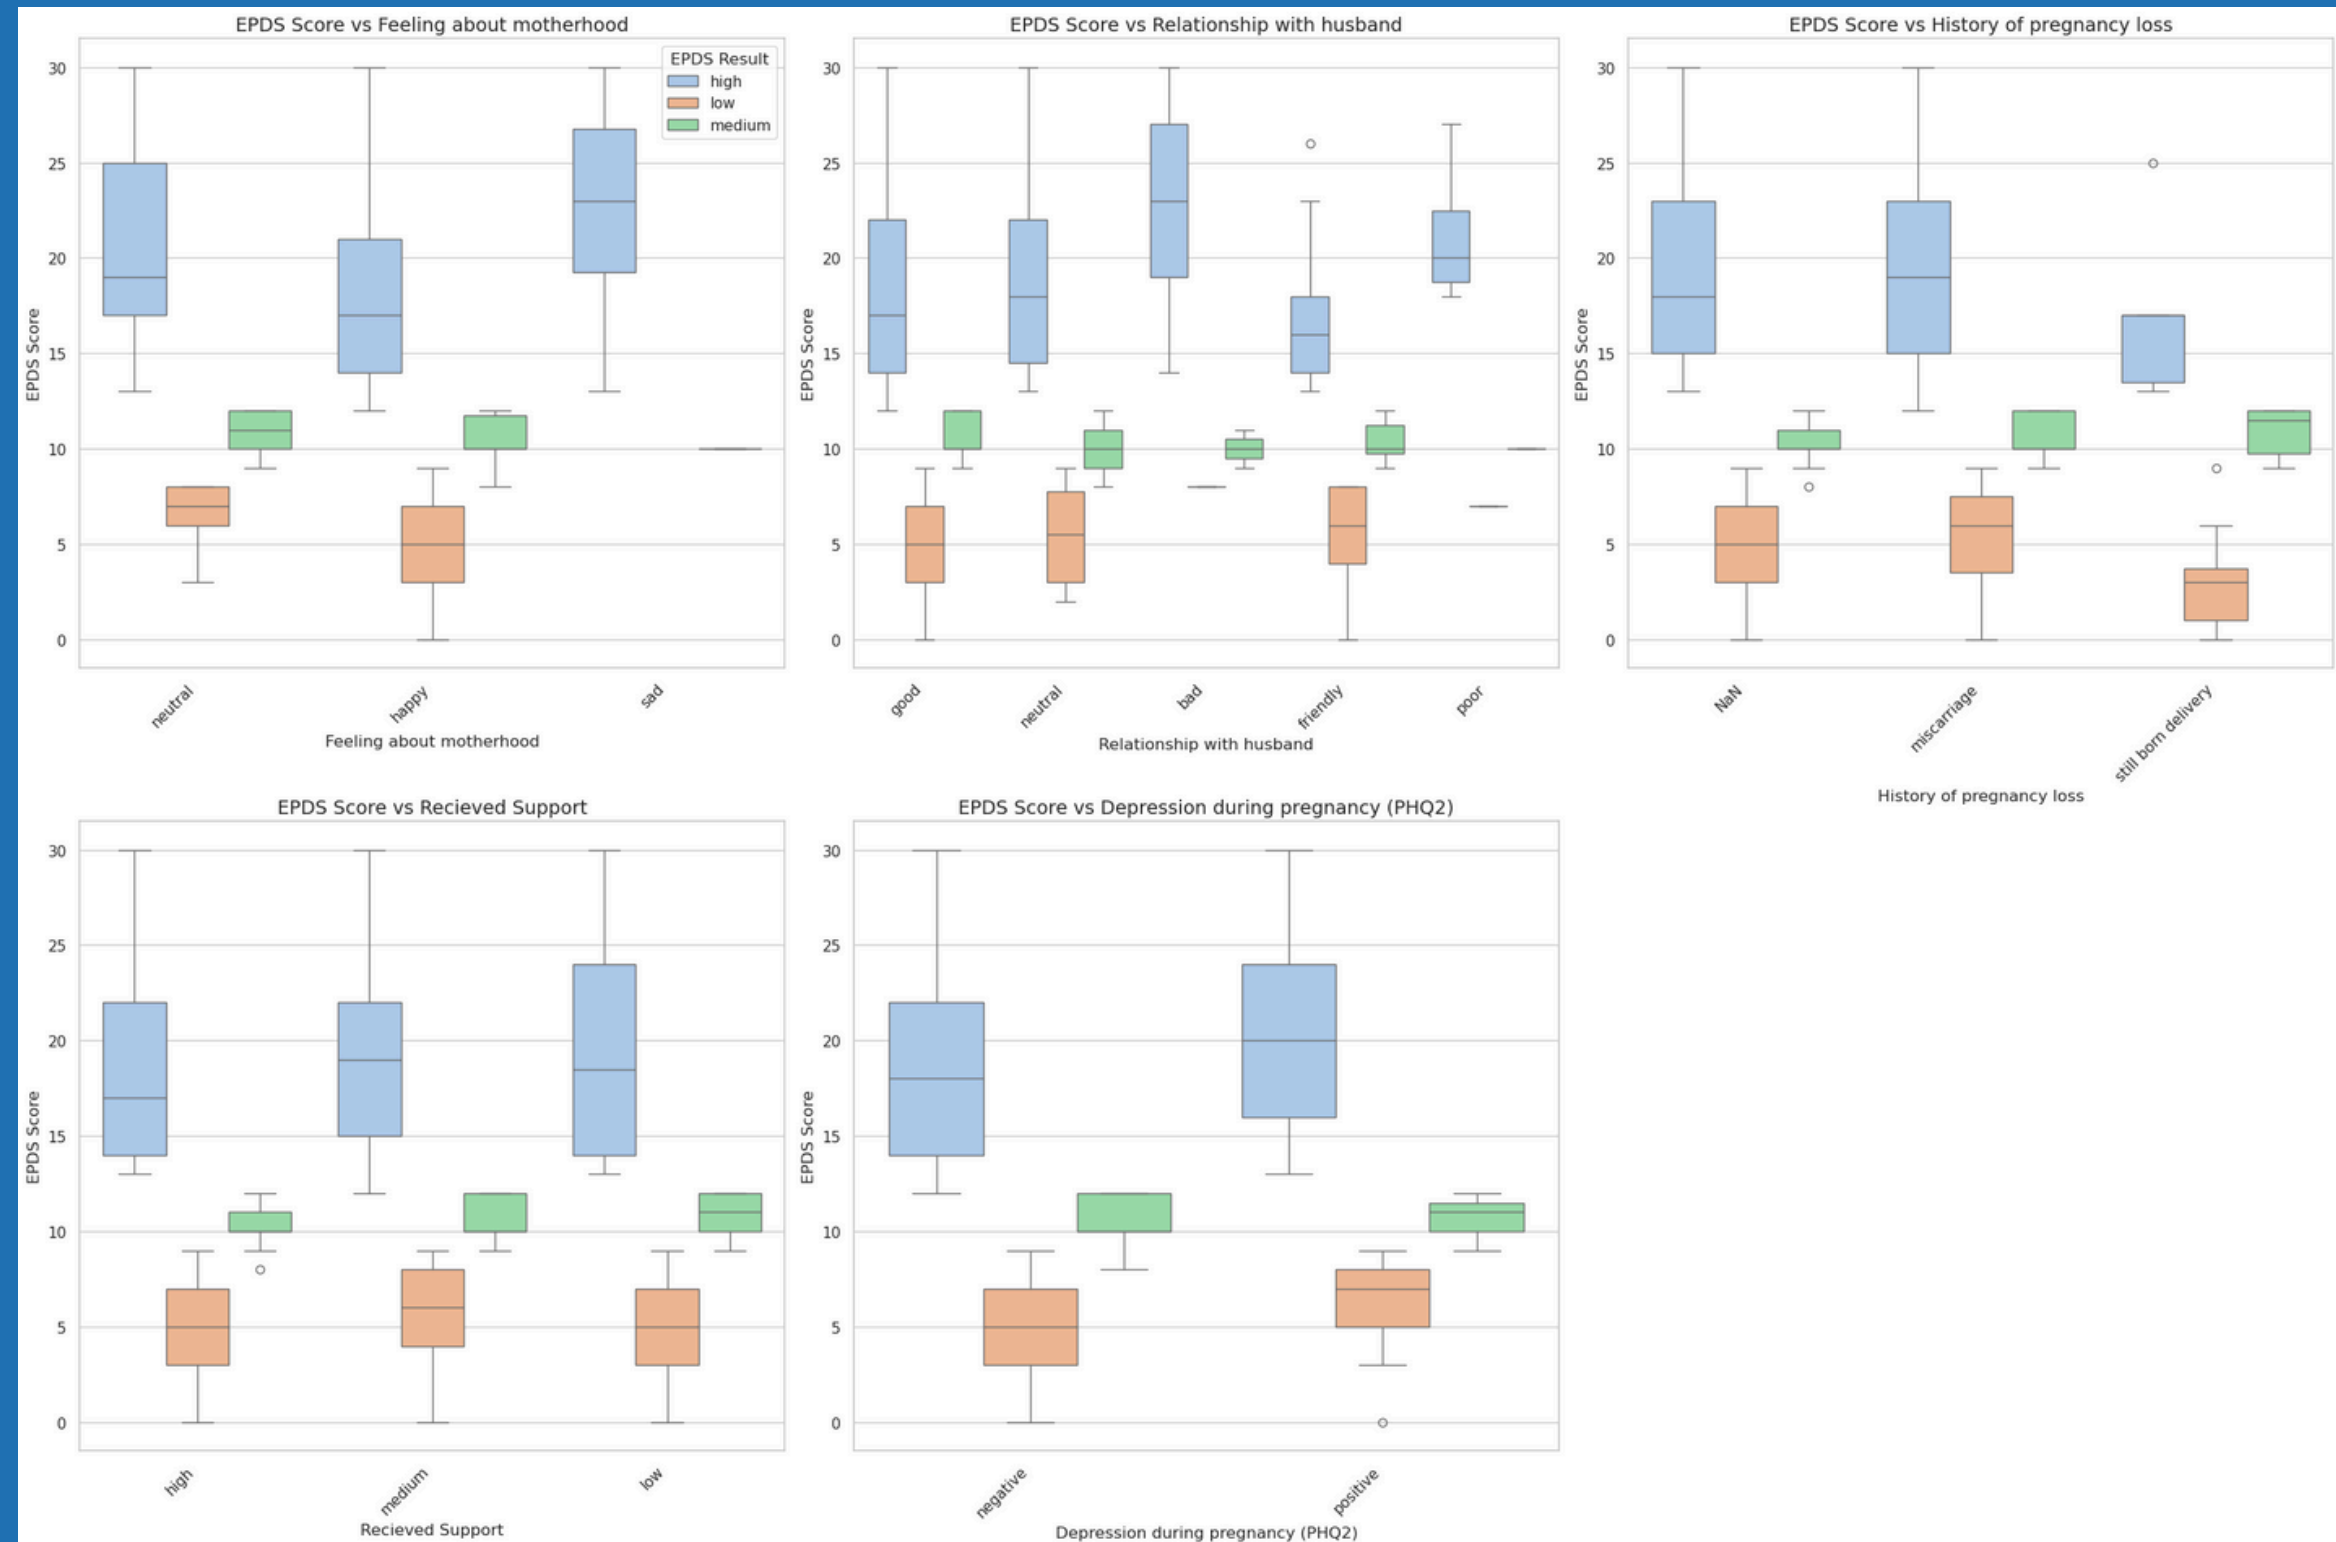 EPDS Score vs Feeling about motherhood
EPDS Score
30
25
20
15
10
5
0
EPDS Result
high
low
medium
neutral
happy
sad
Feeling about motherhood
EPDS Score vs Relationship with husband
EPDS Score
30
25
20
15
10
5
0
good
neutral
bad
friendly
poor
Relationship with husband
EPDS Score vs History of pregnancy loss
EPDS Score
30
25
20
15
10
5
0
NaN
miscarriage
still born delivery
History of pregnancy loss
EPDS Score vs Recieved Support
EPDS Score
30
25
20
15
10
5
0
high
medium
low
Recieved Support
EPDS Score vs Depression during pregnancy (PHQ2)
EPDS Score
30
25
20
15
10
5
0
negative
positive
Depression during pregnancy (PHQ2)